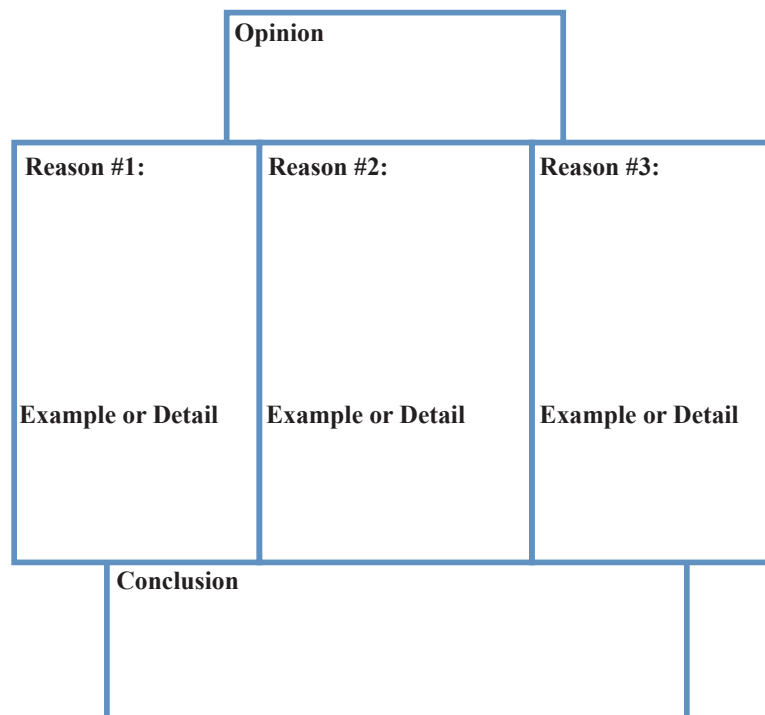 Opinion
Reason #1:
Reason #2:
Reason #3:
Example or Detail
Example or Detail
Example or Detail
Conclusion